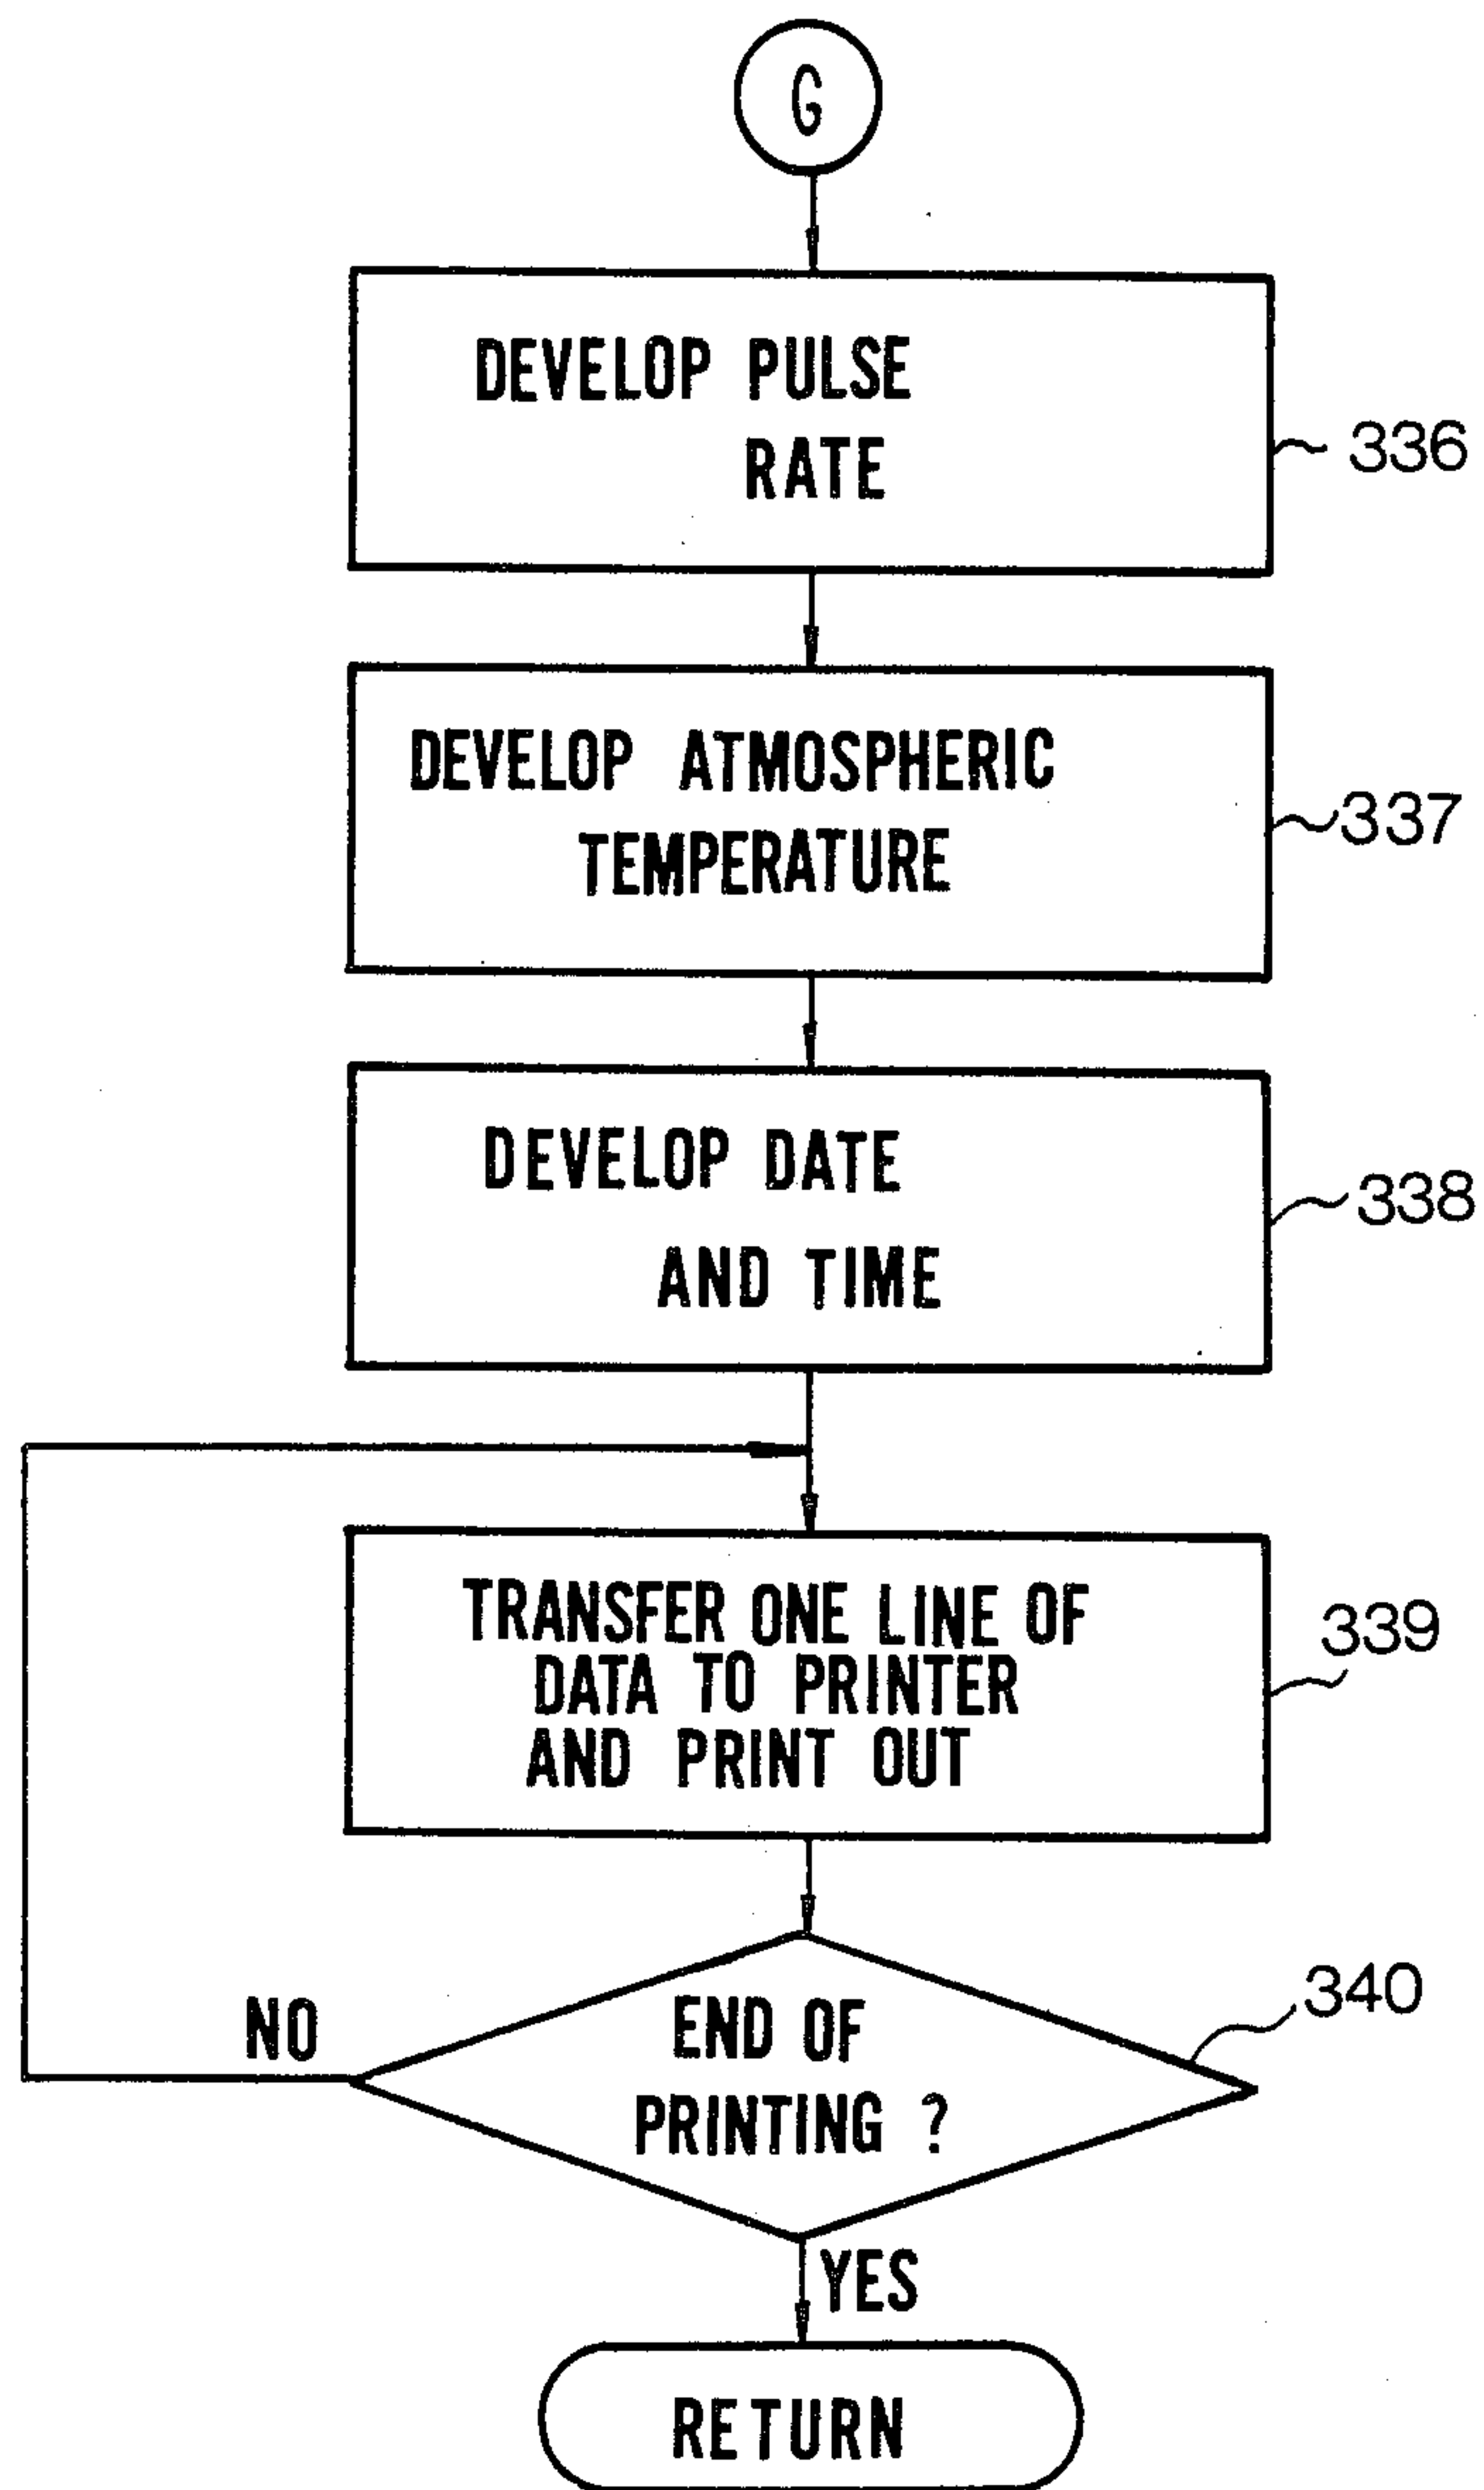 G
DEVELOP PULSE
RATE
336
DEVELOP ATMOSPHERIC
TEMPERATURE
337
DEVELOP DATE
AND TIME
338
TRANSFER ONE LINE OF
DATA TO PRINTER
AND PRINT OUT
339
END OF
PRINTING ?
340
NO
YES
RETURN